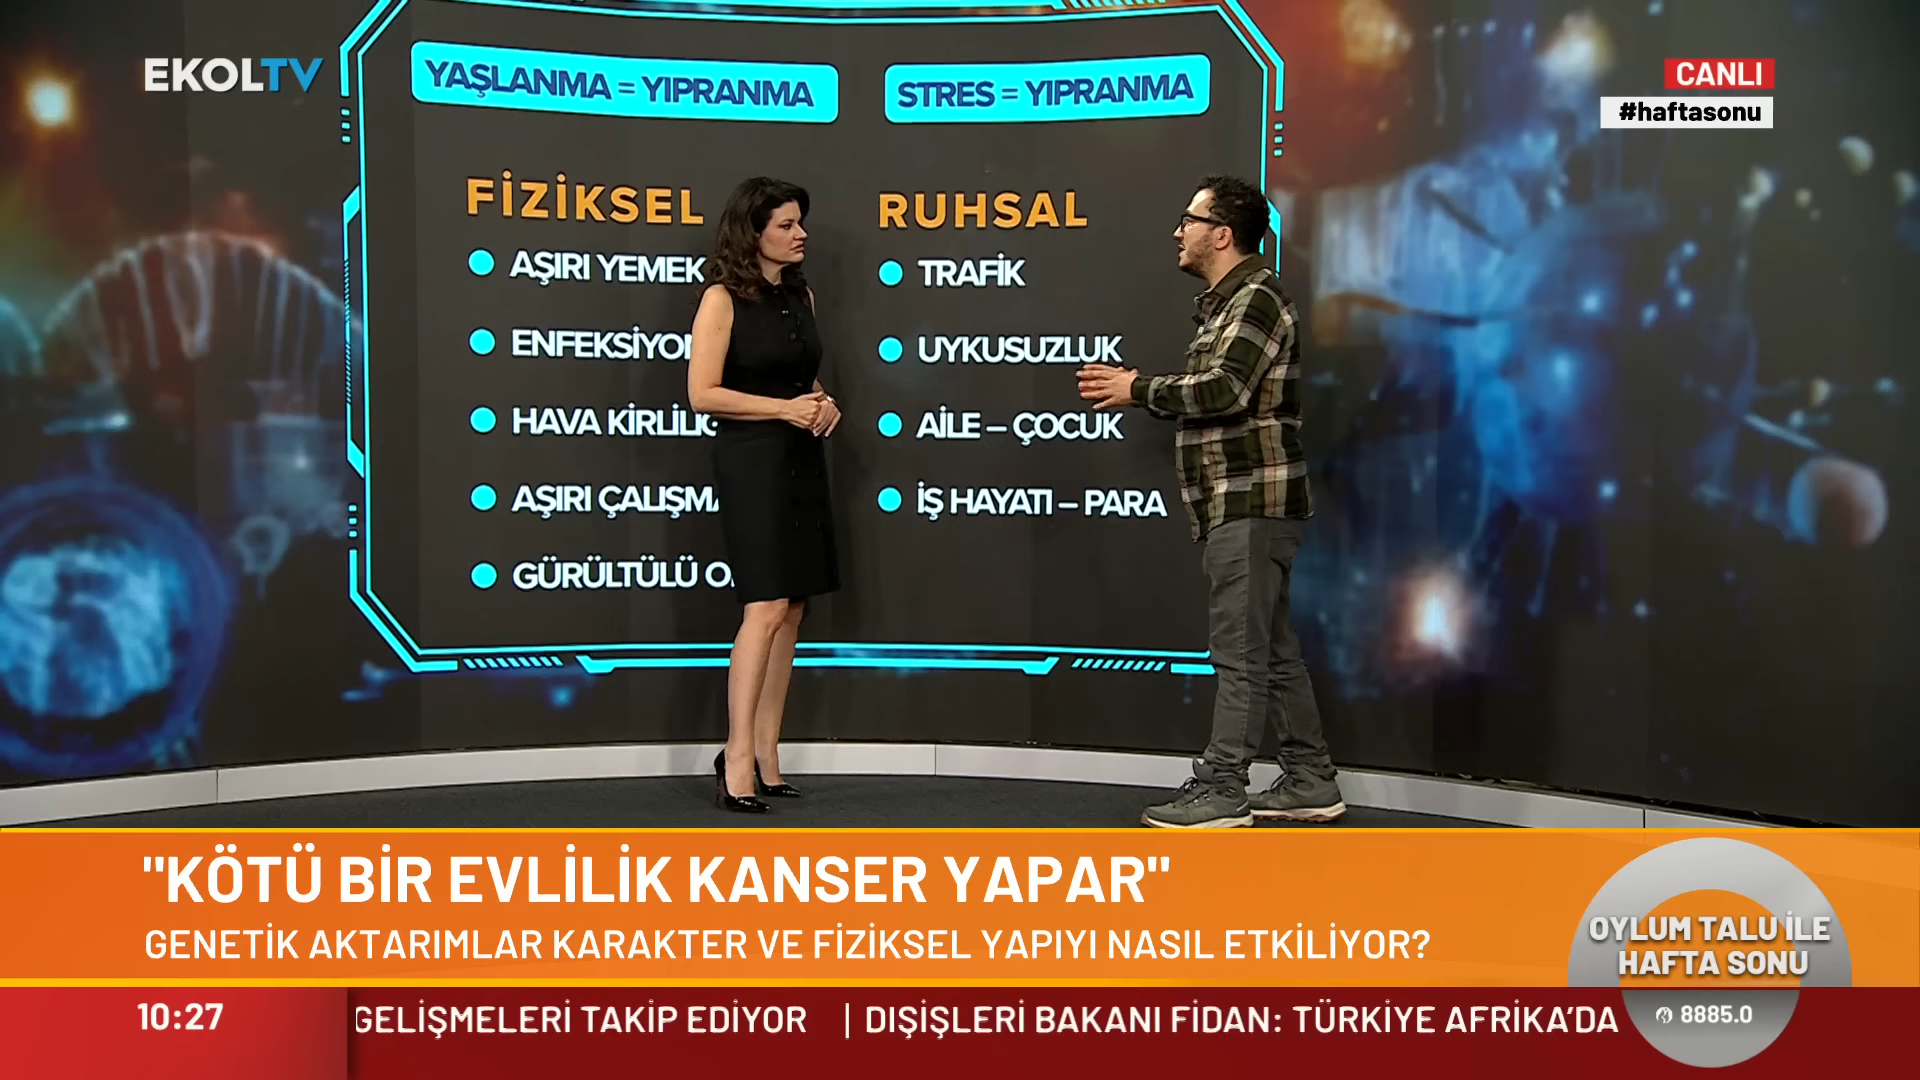 EKOLTV
CANLI
#haftasonu
YAŞLANMA = YIPRANMA
STRES = YIPRANMA
FİZİKSEL
AŞIRI YEMEK
HAVA
AŞIRI
GÜRÜLTÜLÜ
RUHSAL
TRAFİK
UYKUSUZLUK
AİLE – ÇOCUK
İŞ HAYATI – PARA
"KÖTÜ BİR EVLİLİK KANSER YAPAR"
GENETİK AKTARIMLAR KARAKTER VE FİZİKSEL YAPIYI NASIL ETKİLİYOR?
OYLUM TALU İLE
HAFTA SONU
10:27
GELİŞMELERİ TAKİP EDİYOR | DIŞİŞLERİ BAKANI FİDAN: TÜRKİYE AFRİKA'DA
8885.0